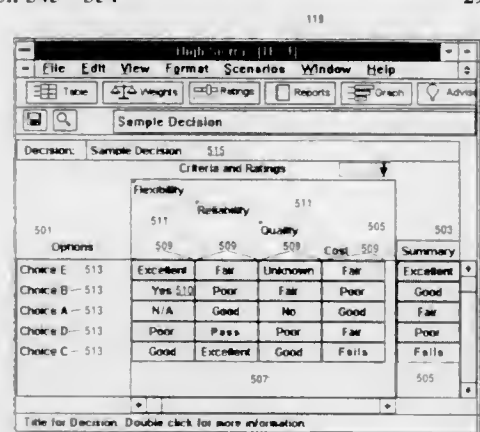 119
File Edit View Format Scenarios Window Help
Table Weights Ratings Reports Graph
Sample Decision
Decision: Sample Decision 515
Criteria and Ratings
Flexibility
511 Reliability 511
Quality 505
501 503
Options 509 509 509 Cost 509 Summary
Choice E 513 Excellent Fair Unknown Fair Excellent
Choice B 513 Yes 510 Poor Fair Poor Good
Choice A 513 N/A Good No Good Fair
Choice D 513 Poor Pass Poor Fair Poor
Choice C 513 Good Excellent Good Fails Fails
507 505
Title for Decision. Double click for more information